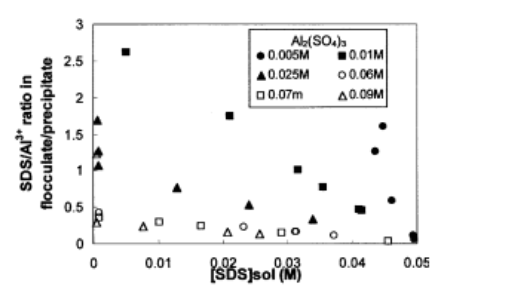 3
2.5
2
1.5
1
0.5
0
SDS/Al³⁺ ratio in
flocculate/precipitate
Al₂(SO₄)₃
● 0.005M ■ 0.01M
▲ 0.025M ○ 0.06M
□ 0.07m △ 0.09M
0 0.01 0.02 0.03 0.04 0.05
[SDS]sol (M)